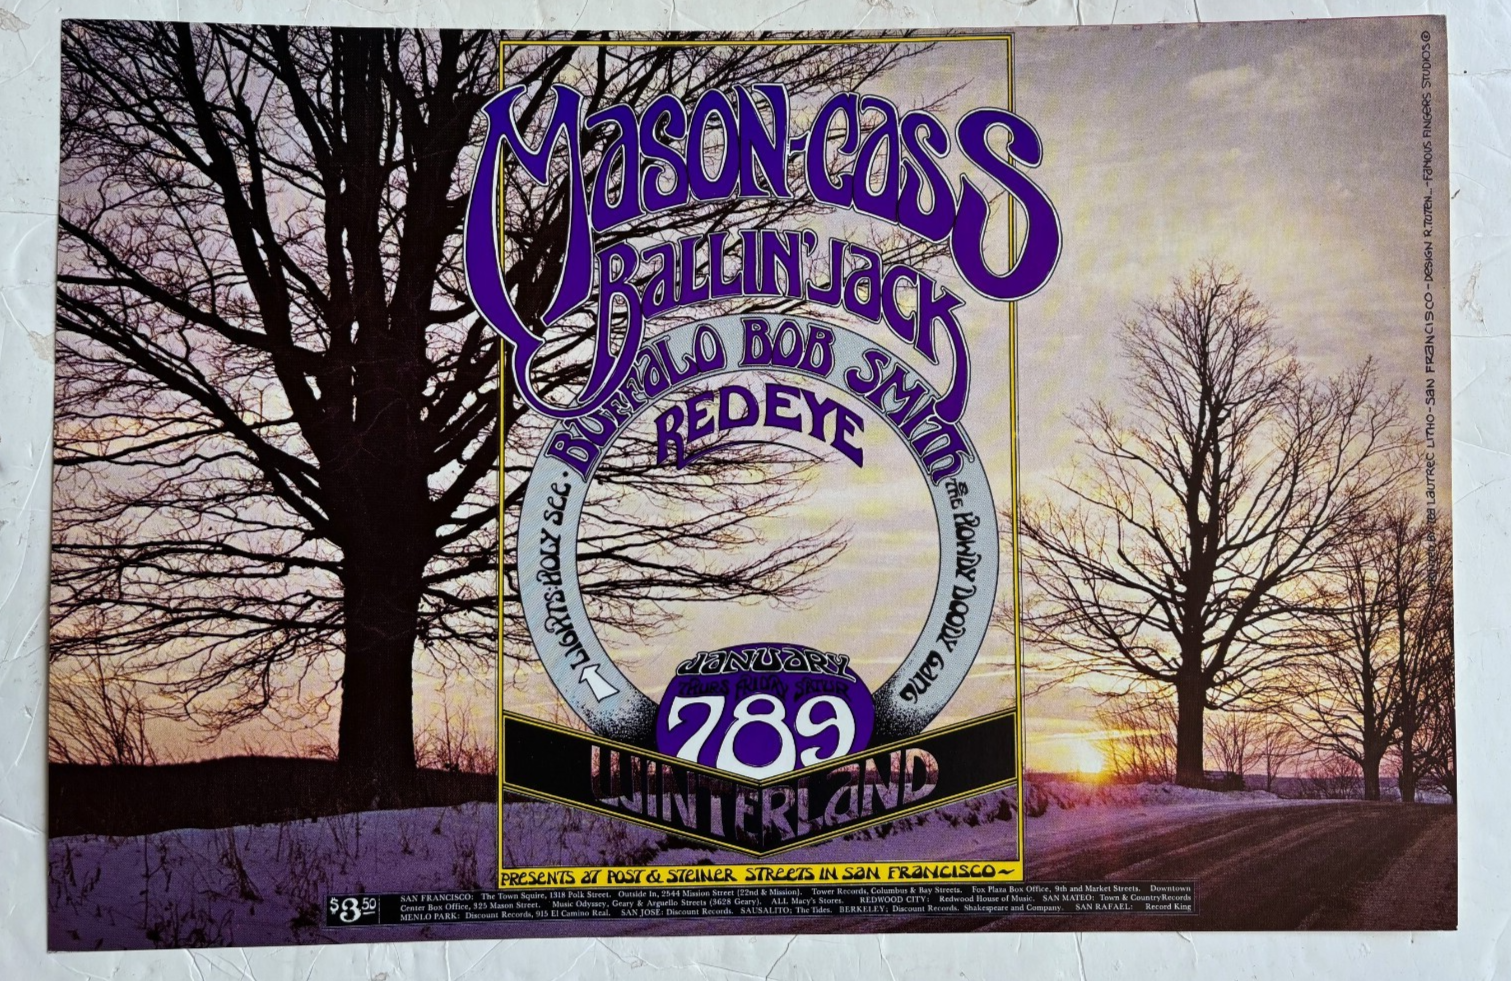 MASON-CASS
BALLIN' JACK
BUFFALO BOB SMITH
& THE HOWDY DOODY GANG
REDEYE
LIGHTS: HOLY SEE.
JANUARY
THURS FRIDAY SATUR
7 8 9
WINTERLAND
PRESENTS AT POST & STEINER STREETS IN SAN FRANCISCO~
$3.50
SAN FRANCISCO: The Town Squire, 1318 Polk Street. Outside In, 2544 Mission Street (22nd & Mission). Tower Records, Columbus & Bay Streets. Fox Plaza Box Office, 9th and Market Streets. Downtown
Center Box Office, 325 Mason Street. Music Odyssey, Geary & Arguello Streets (3628 Geary). ALL Macy's Stores. REDWOOD CITY: Redwood House of Music. SAN MATEO: Town & CountryRecords
MENLO PARK: Discount Records, 915 El Camino Real. SAN JOSE: Discount Records. SAUSALITO; The Tides. BERKELEY; Discount Records. Shakespeare and Company. SAN RAFAEL: Record King
LAUTREC LITHO-SAN FRANCISCO-DESIGN R.TUTEN_-FAMOUS FINGERS STUDIOS©